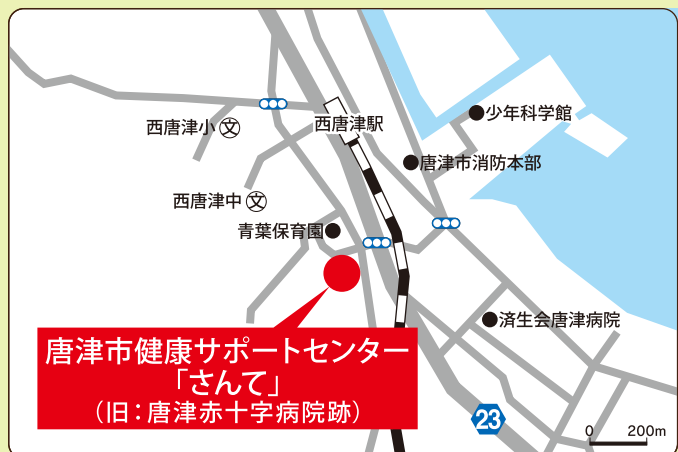 西唐津小
文
西唐津駅
少年科学館
唐津市消防本部
西唐津中
文
青葉保育園
済生会唐津病院
唐津市健康サポートセンター
「さんて」
（旧：唐津赤十字病院跡）
23
0 200m